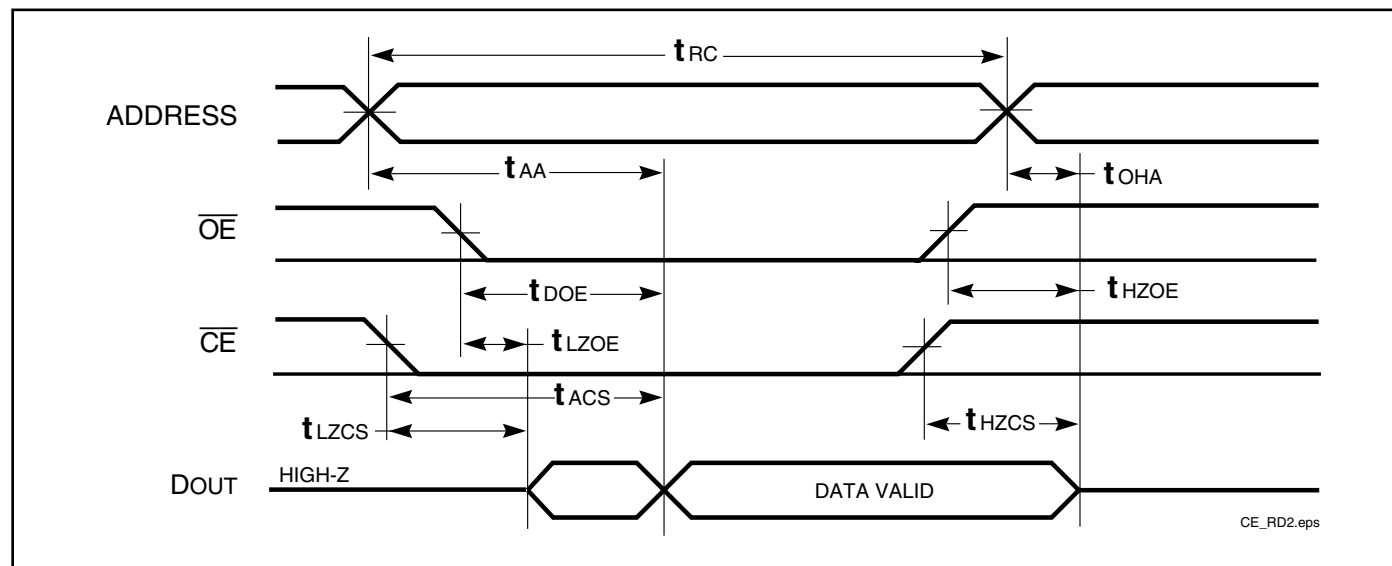 tRC
ADDRESS
tAA
tOHA
OE
tDOE
tHZOE
CE
tLZOE
tACS
tLZCS
tHZCS
DOUT
HIGH-Z
DATA VALID
CE_RD2.eps